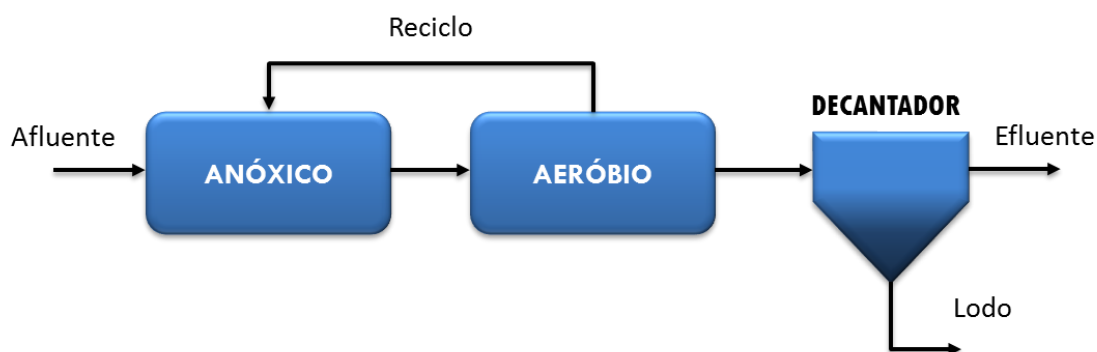 Reciclo
DECANTADOR
Afluente
Efluente
ANÓXICO
AERÓBIO
Lodo